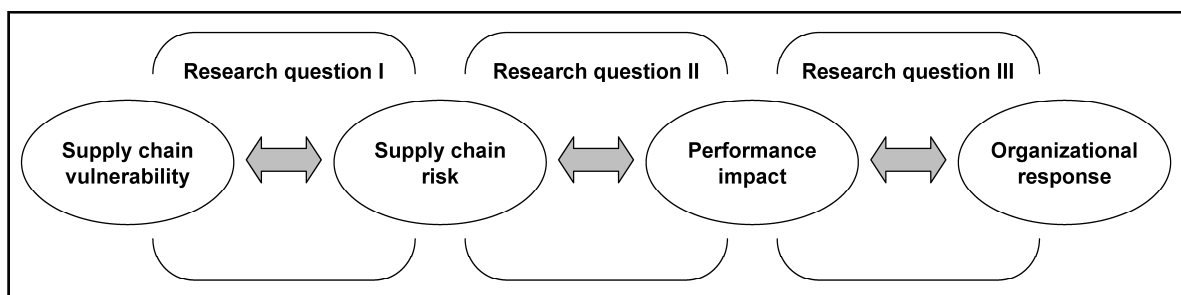 Research question I
Research question II
Research question III
Supply chain
vulnerability
Supply chain
risk
Performance
impact
Organizational
response